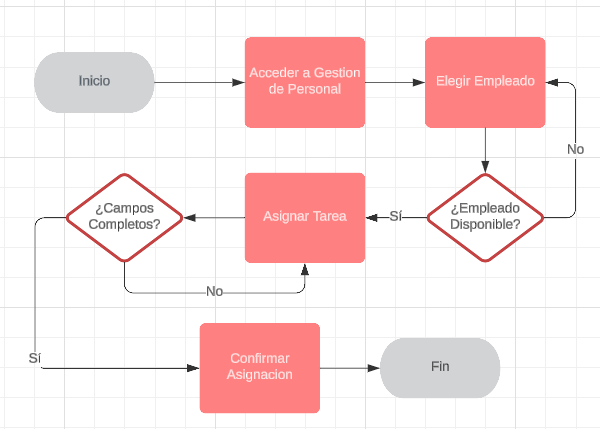 Inicio
Acceder a Gestion
de Personal
Elegir Empleado
No
¿Empleado
Disponible?
Sí
Asignar Tarea
¿Campos
Completos?
No
Sí
Confirmar
Asignacion
Fin